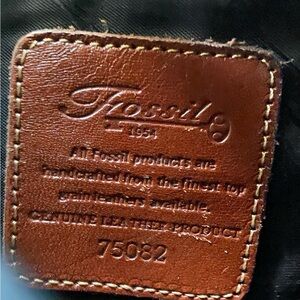 Fossil
1954
All Fossil products are
handcrafted from the finest top
grain leathers available.
GENUINE LEATHER PRODUCT
75082